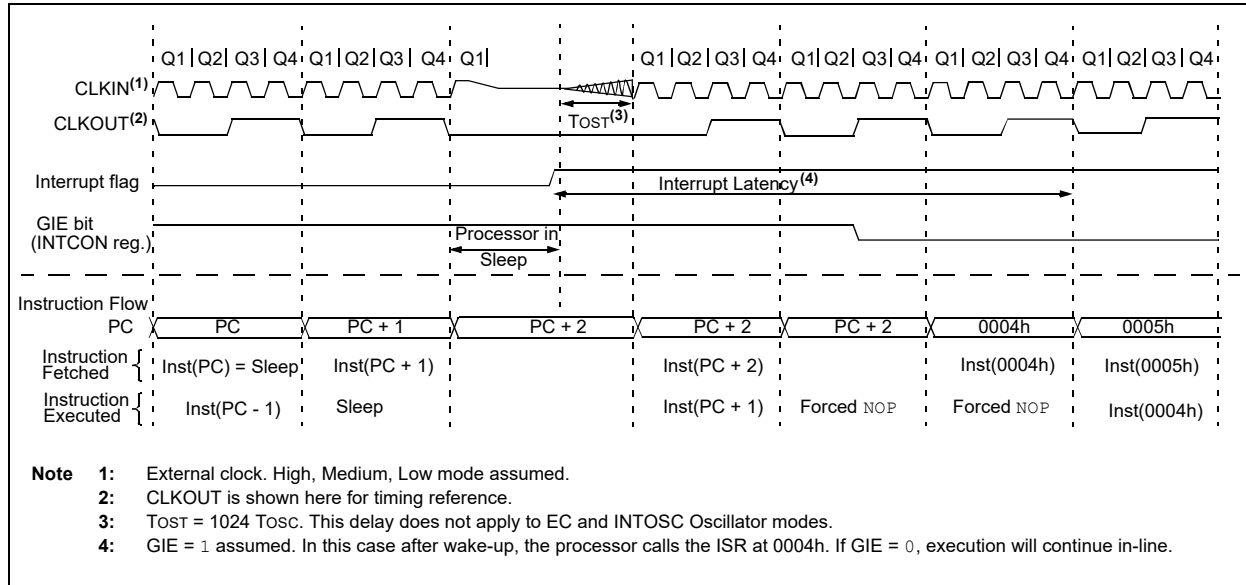 Q1 Q2 Q3 Q4 Q1 Q2 Q3 Q4 Q1 Q1 Q2 Q3 Q4 Q1 Q2 Q3 Q4 Q1 Q2 Q3 Q4 Q1 Q2 Q3 Q4
CLKIN(1)
TOST(3)
CLKOUT(2)
Interrupt flag
Interrupt Latency(4)
GIE bit
(INTCON reg.)
Processor in
Sleep
Instruction Flow
PC PC PC + 1 PC + 2 PC + 2 PC + 2 0004h 0005h
Instruction
Fetched
Inst(PC) = Sleep Inst(PC + 1) Inst(PC + 2) Inst(0004h) Inst(0005h)
Instruction
Executed
Inst(PC - 1) Sleep Inst(PC + 1) Forced NOP Forced NOP Inst(0004h)
Note 1: External clock. High, Medium, Low mode assumed.
2: CLKOUT is shown here for timing reference.
3: TOST = 1024 TOSC. This delay does not apply to EC and INTOSC Oscillator modes.
4: GIE = 1 assumed. In this case after wake-up, the processor calls the ISR at 0004h. If GIE = 0, execution will continue in-line.